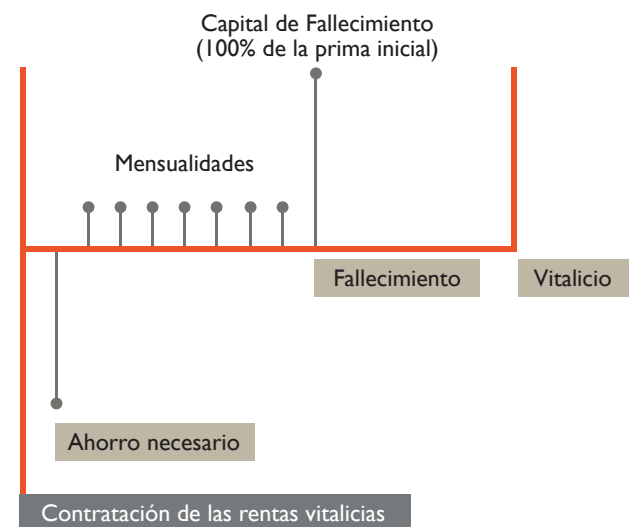 Capital de Fallecimiento
(100% de la prima inicial)
Mensualidades
Fallecimiento
Vitalicio
Ahorro necesario
Contratación de las rentas vitalicias